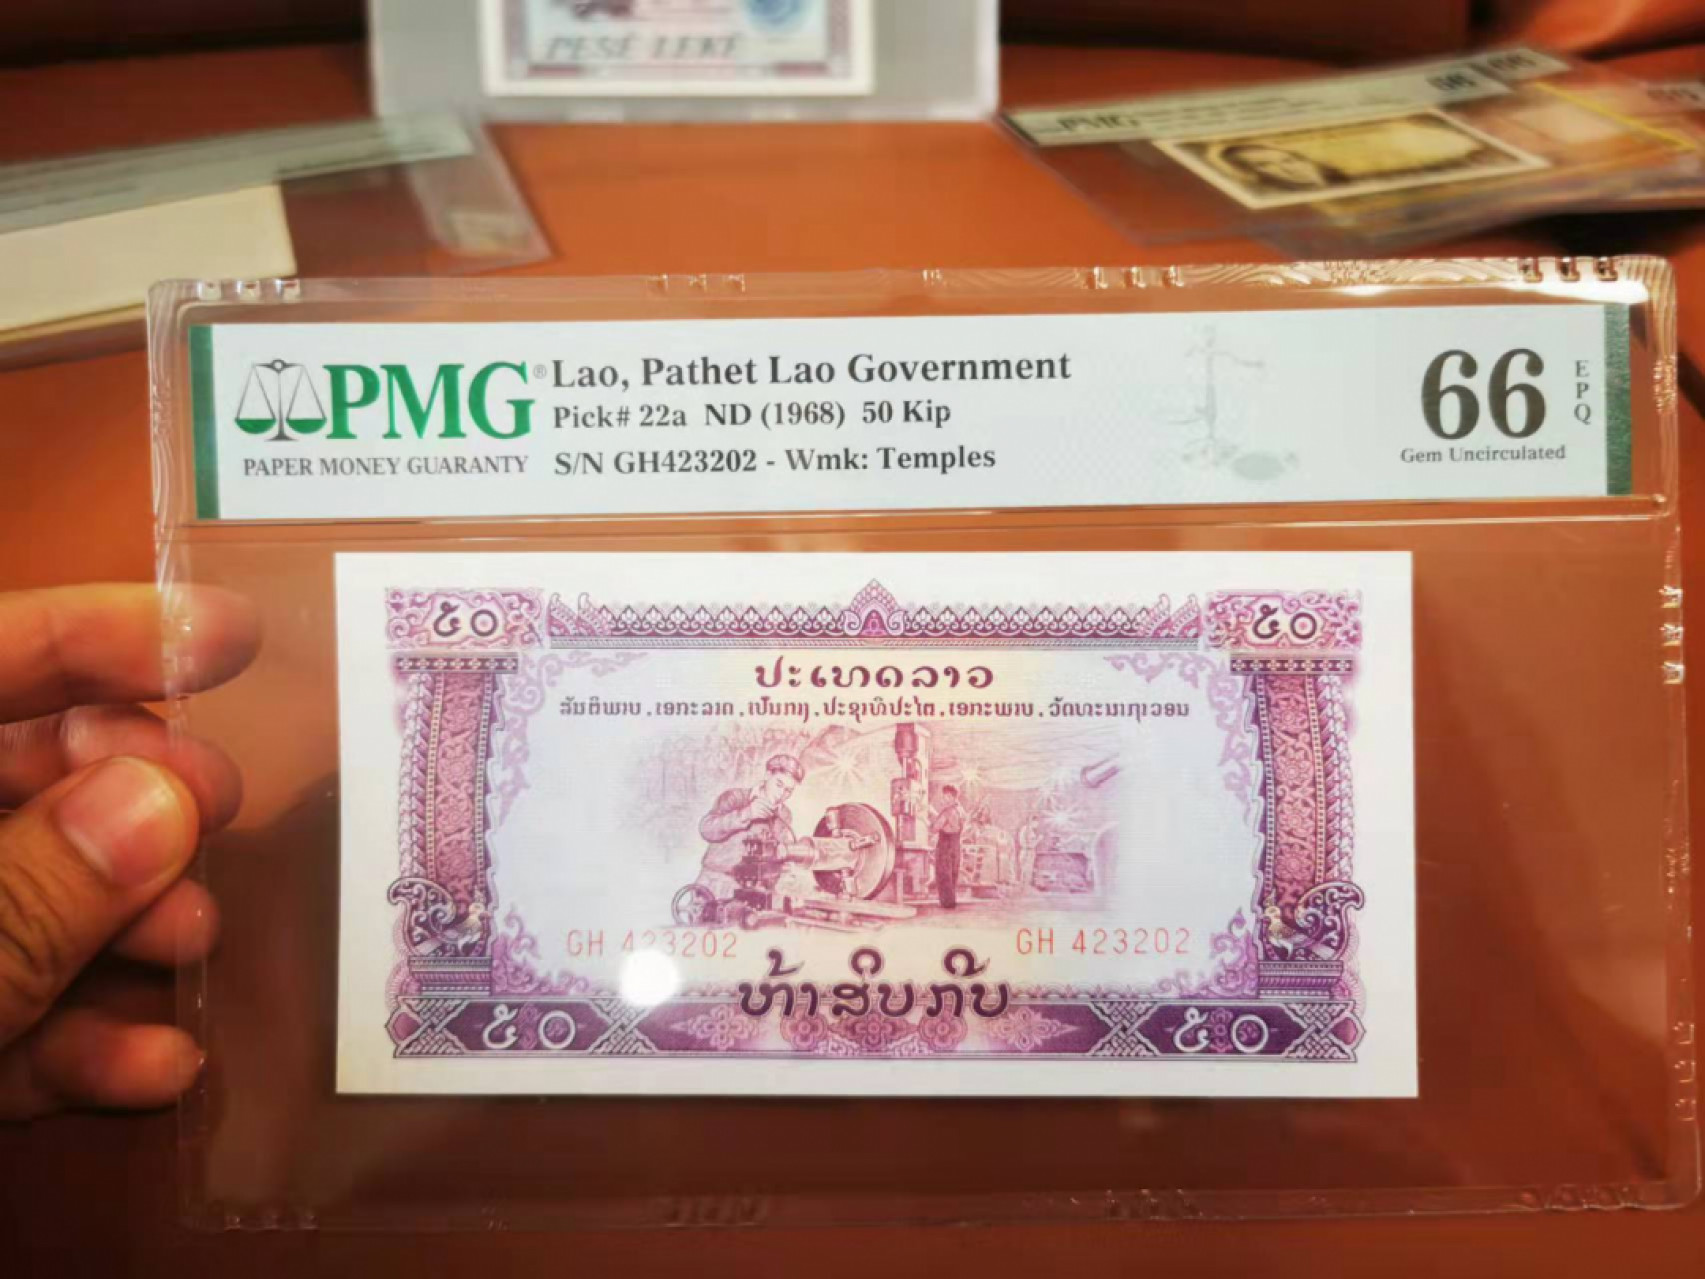 PESË LEKË
PMG
PMG®
PAPER MONEY GUARANTY
Lao, Pathet Lao Government
Pick# 22a ND (1968) 50 Kip
S/N GH423202 - Wmk: Temples
66
EPQ
Gem Uncirculated
໕໐ ໕໐
ປະເທດລາວ
ສັນຕິພາບ . ເອກະລາດ . ເປັນກາງ . ປະຊາທິປະໄຕ . ເອກະພາບ . ວັດທະນາຖາວອນ
GH 423202 GH 423202
ຫ້າສິບກີບ
໕໐ ໕໐